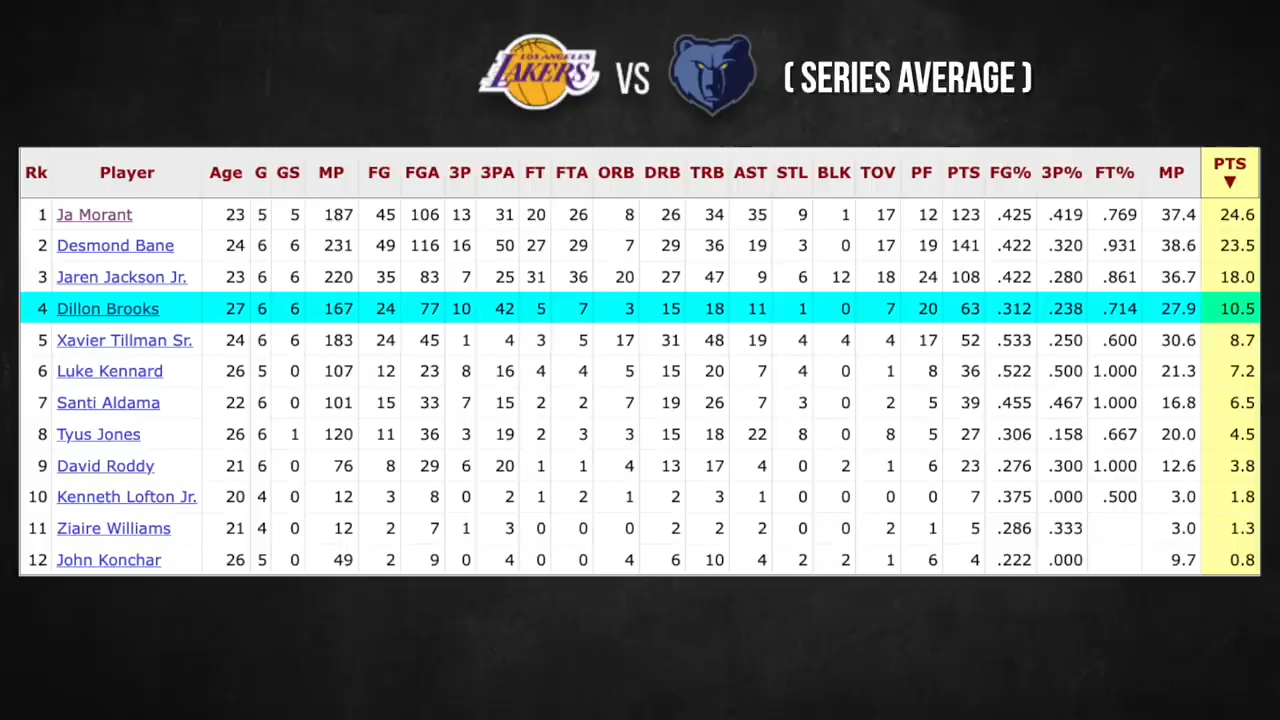 LOS ANGELES
LAKERS VS ( SERIES AVERAGE )
Rk Player Age G GS MP FG FGA 3P 3PA FT FTA ORB DRB TRB AST STL BLK TOV PF PTS FG% 3P% FT% MP PTS ▼
1 Ja Morant 23 5 5 187 45 106 13 31 20 26 8 26 34 35 9 1 17 12 123 .425 .419 .769 37.4 24.6
2 Desmond Bane 24 6 6 231 49 116 16 50 27 29 7 29 36 19 3 0 17 19 141 .422 .320 .931 38.6 23.5
3 Jaren Jackson Jr. 23 6 6 220 35 83 7 25 31 36 20 27 47 9 6 12 18 24 108 .422 .280 .861 36.7 18.0
4 Dillon Brooks 27 6 6 167 24 77 10 42 5 7 3 15 18 11 1 0 7 20 63 .312 .238 .714 27.9 10.5
5 Xavier Tillman Sr. 24 6 6 183 24 45 1 4 3 5 17 31 48 19 4 4 4 17 52 .533 .250 .600 30.6 8.7
6 Luke Kennard 26 5 0 107 12 23 8 16 4 4 5 15 20 7 4 0 1 8 36 .522 .500 1.000 21.3 7.2
7 Santi Aldama 22 6 0 101 15 33 7 15 2 2 7 19 26 7 3 0 2 5 39 .455 .467 1.000 16.8 6.5
8 Tyus Jones 26 6 1 120 11 36 3 19 2 3 3 15 18 22 8 0 8 5 27 .306 .158 .667 20.0 4.5
9 David Roddy 21 6 0 76 8 29 6 20 1 1 4 13 17 4 0 2 1 6 23 .276 .300 1.000 12.6 3.8
10 Kenneth Lofton Jr. 20 4 0 12 3 8 0 2 1 2 1 2 3 1 0 0 0 0 7 .375 .000 .500 3.0 1.8
11 Ziaire Williams 21 4 0 12 2 7 1 3 0 0 0 2 2 2 0 0 2 1 5 .286 .333 3.0 1.3
12 John Konchar 26 5 0 49 2 9 0 4 0 0 4 6 10 4 2 2 1 6 4 .222 .000 9.7 0.8